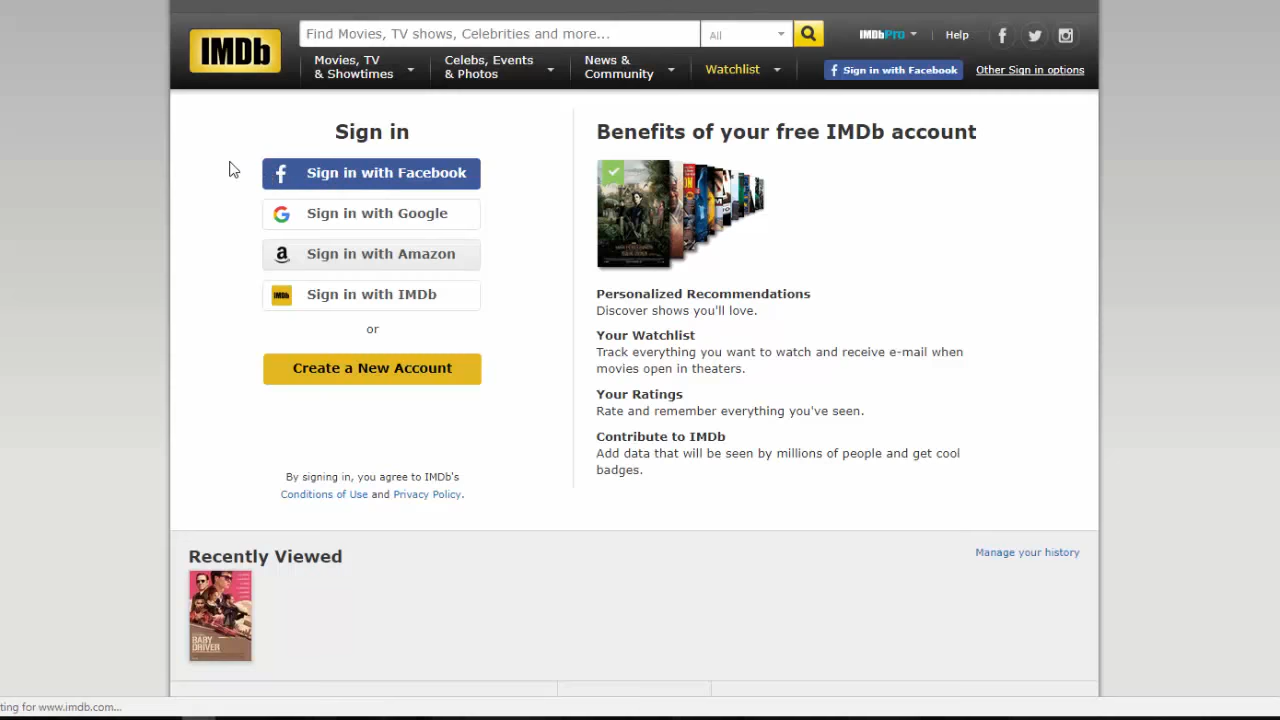 IMDb
Find Movies, TV shows, Celebrities and more...
All
IMDbPro
Help
Movies, TV
& Showtimes
Celebs, Events
& Photos
News &
Community
Watchlist
Sign in with Facebook
Other Sign in options
Sign in
Sign in with Facebook
Sign in with Google
Sign in with Amazon
IMDb
Sign in with IMDb
or
Create a New Account
By signing in, you agree to IMDb's
Conditions of Use and Privacy Policy.
Benefits of your free IMDb account
Personalized Recommendations
Discover shows you'll love.
Your Watchlist
Track everything you want to watch and receive e-mail when
movies open in theaters.
Your Ratings
Rate and remember everything you've seen.
Contribute to IMDb
Add data that will be seen by millions of people and get cool
badges.
Recently Viewed
Manage your history
BABY
DRIVER
ting for www.imdb.com...